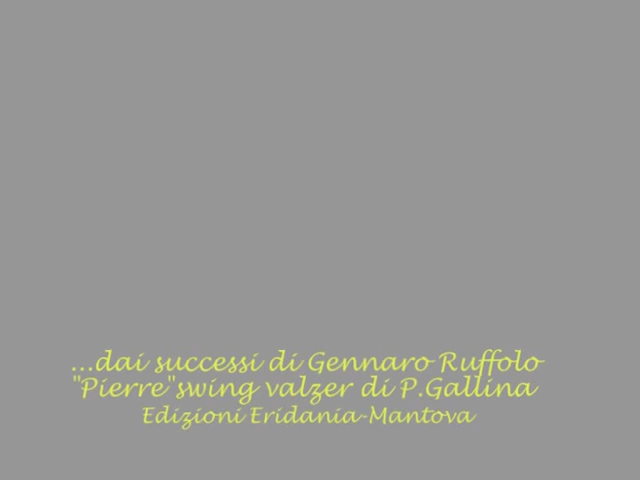 ...dai successi di Gennaro Ruffolo
"Pierre"swing valzer di P.Gallina
Edizioni Eridania-Mantova